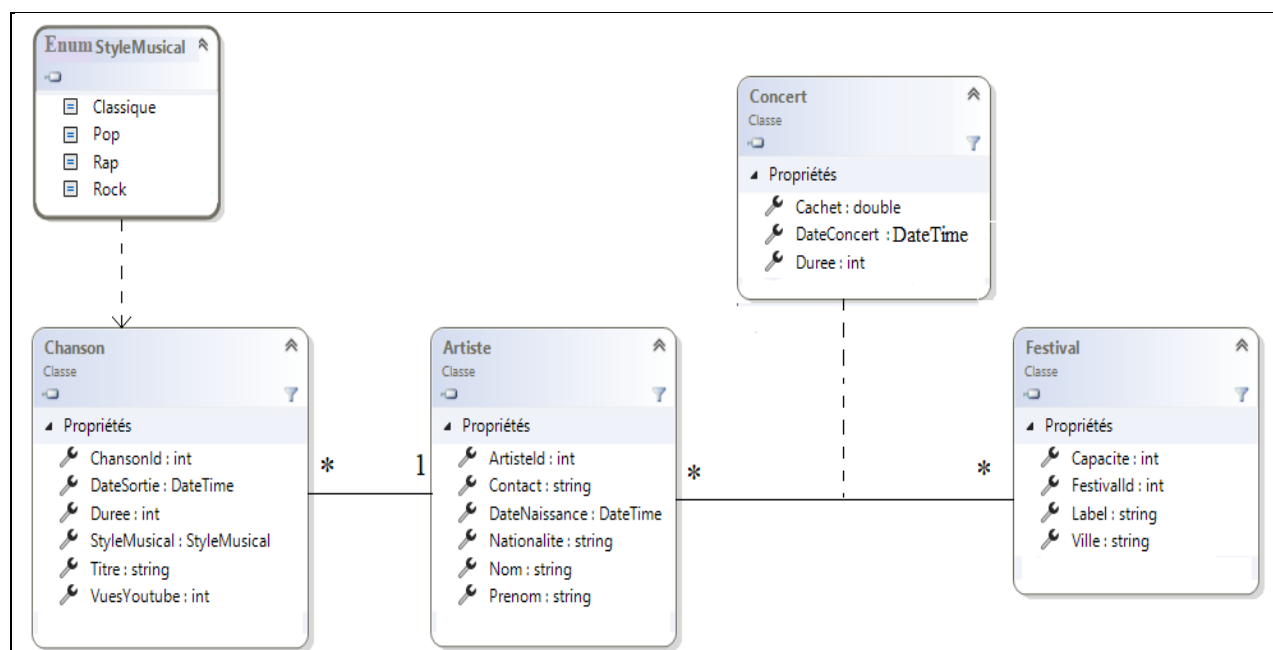 Enum StyleMusical
Classique
Pop
Rap
Rock
Concert
Classe
Propriétés
Cachet : double
DateConcert : DateTime
Duree : int
Chanson
Classe
Propriétés
ChansonId : int
DateSortie : DateTime
Duree : int
StyleMusical : StyleMusical
Titre : string
VuesYoutube : int
* 1
Artiste
Classe
Propriétés
ArtisteId : int
Contact : string
DateNaissance : DateTime
Nationalite : string
Nom : string
Prenom : string
* *
Festival
Classe
Propriétés
Capacite : int
FestivalId : int
Label : string
Ville : string